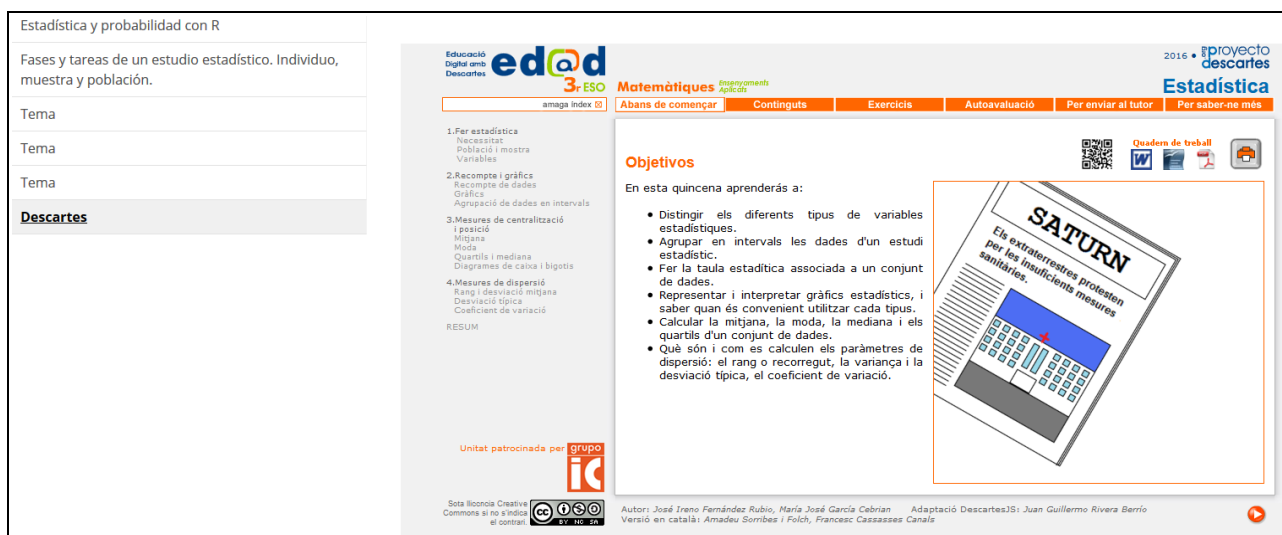 Estadística y probabilidad con R
Fases y tareas de un estudio estadístico. Individuo,
muestra y población.
Tema
Tema
Tema
Descartes
Educació
Digital amb
Descartes
ed@d
3r ESO
2016 • proyecto
descartes
Matemàtiques Ensenyaments
Aplicats
Estadística
amaga índex
Abans de començar
Continguts
Exercicis
Autoavaluació
Per enviar al tutor
Per saber-ne més
1.Fer estadística
Necessitat
Població i mostra
Variables
2.Recompte i gràfics
Recompte de dades
Gràfics
Agrupació de dades en intervals
3.Mesures de centralització
i posició
Mitjana
Moda
Quartils i mediana
Diagrames de caixa i bigotis
4.Mesures de dispersió
Rang i desviació mitjana
Desviació típica
Coeficient de variació
RESUM
Unitat patrocinada per grupo
iC
Sota llicencia Creative
Commons si no s'indica
el contrari.
cc
BY NC SA
Quadern de treball
Objetivos
En esta quincena aprenderás a:
• Distingir els diferents tipus de variables
estadístiques.
• Agrupar en intervals les dades d'un estudi
estadístic.
• Fer la taula estadítica associada a un conjunt
de dades.
• Representar i interpretar gràfics estadístics, i
saber quan és convenient utilitzar cada tipus.
• Calcular la mitjana, la moda, la mediana i els
quartils d'un conjunt de dades.
• Què són i com es calculen els paràmetres de
dispersió: el rang o recorregut, la variança i la
desviació típica, el coeficient de variació.
SATURN
Els extraterrestres protesten
per les insuficients mesures
sanitàries.
Autor: José Ireno Fernández Rubio, María José García Cebrian Adaptació DescartesJS: Juan Guillermo Rivera Berrío
Versió en català: Amadeu Sorribes i Folch, Francesc Cassasses Canals